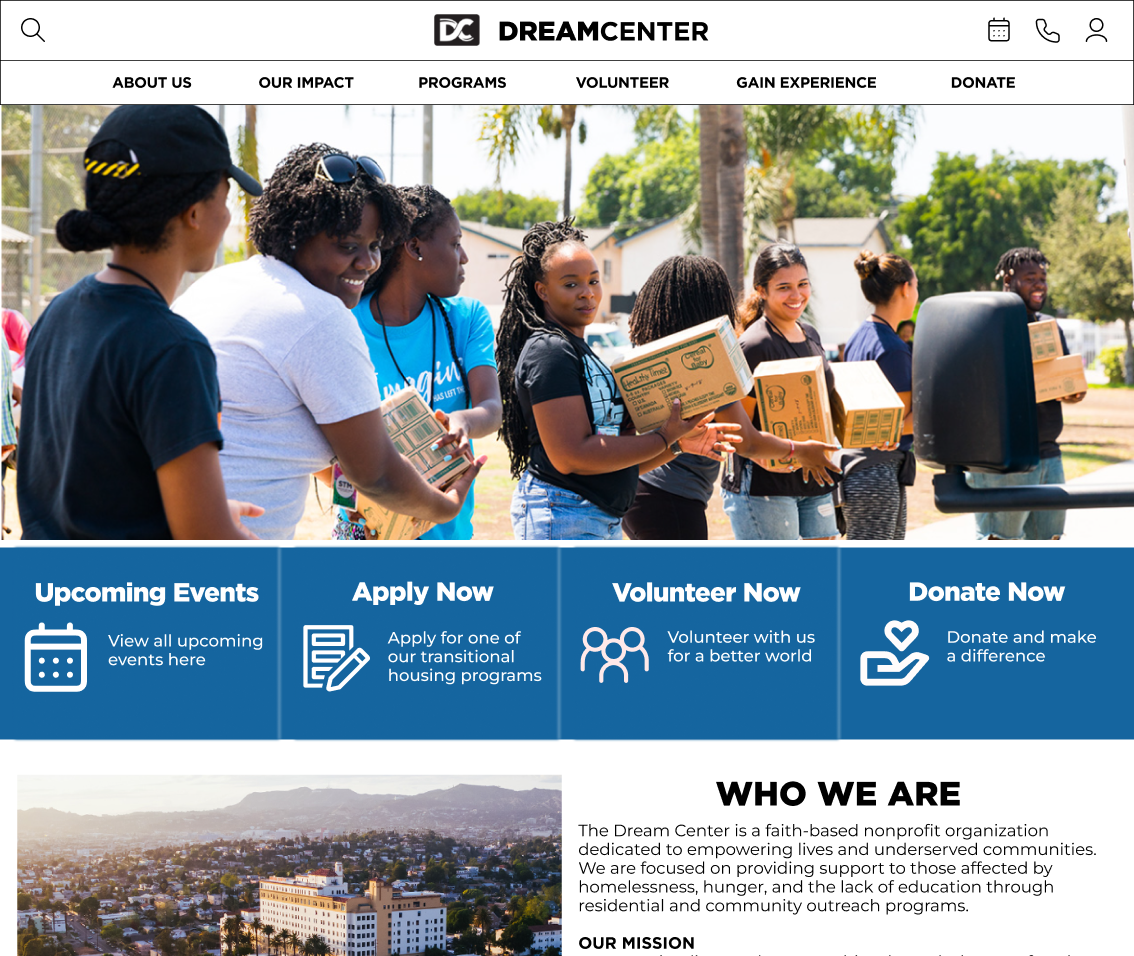 DC DREAMCENTER
ABOUT US OUR IMPACT PROGRAMS VOLUNTEER GAIN EXPERIENCE DONATE
Upcoming Events
View all upcoming
events here
Apply Now
Apply for one of
our transitional
housing programs
Volunteer Now
Volunteer with us
for a better world
Donate Now
Donate and make
a difference
WHO WE ARE
The Dream Center is a faith-based nonprofit organization
dedicated to empowering lives and underserved communities.
We are focused on providing support to those affected by
homelessness, hunger, and the lack of education through
residential and community outreach programs.
OUR MISSION